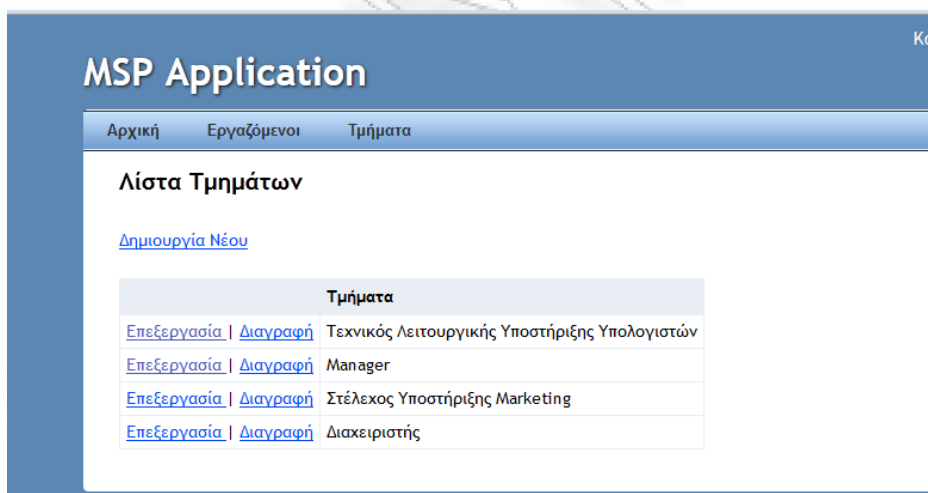 MSP Application
Αρχική Εργαζόμενοι Τμήματα
Λίστα Τμημάτων
Δημιουργία Νέου
Τμήματα
Επεξεργασία | Διαγραφή Τεχνικός Λειτουργικής Υποστήριξης Υπολογιστών
Επεξεργασία | Διαγραφή Manager
Επεξεργασία | Διαγραφή Στέλεχος Υποστήριξης Marketing
Επεξεργασία | Διαγραφή Διαχειριστής